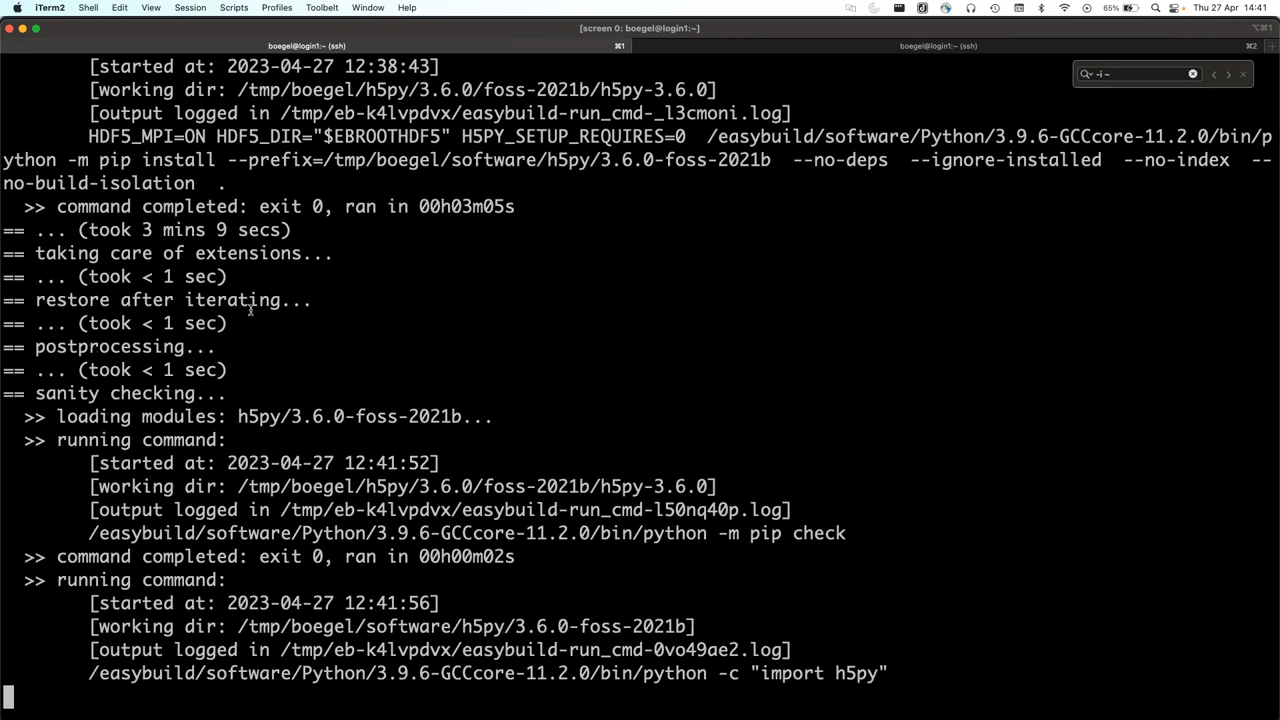 iTerm2 Shell Edit View Session Scripts Profiles Toolbelt Window Help 65% Thu 27 Apr 14:41
[screen 0: boegel@login1:~] ⌥⌘1
boegel@login1:~ (ssh) ⌘1 boegel@login1:~ (ssh) ⌘2
-i ~
[started at: 2023-04-27 12:38:43]
[working dir: /tmp/boegel/h5py/3.6.0/foss-2021b/h5py-3.6.0]
[output logged in /tmp/eb-k4lvpdvx/easybuild-run_cmd-_l3cmoni.log]
HDF5_MPI=ON HDF5_DIR="$EBROOTHDF5" H5PY_SETUP_REQUIRES=0  /easybuild/software/Python/3.9.6-GCCcore-11.2.0/bin/p
ython -m pip install --prefix=/tmp/boegel/software/h5py/3.6.0-foss-2021b  --no-deps  --ignore-installed  --no-index  --
no-build-isolation  .
>> command completed: exit 0, ran in 00h03m05s
== ... (took 3 mins 9 secs)
== taking care of extensions...
== ... (took < 1 sec)
== restore after iterating...
== ... (took < 1 sec)
== postprocessing...
== ... (took < 1 sec)
== sanity checking...
>> loading modules: h5py/3.6.0-foss-2021b...
>> running command:
[started at: 2023-04-27 12:41:52]
[working dir: /tmp/boegel/h5py/3.6.0/foss-2021b/h5py-3.6.0]
[output logged in /tmp/eb-k4lvpdvx/easybuild-run_cmd-l50nq40p.log]
/easybuild/software/Python/3.9.6-GCCcore-11.2.0/bin/python -m pip check
>> command completed: exit 0, ran in 00h00m02s
>> running command:
[started at: 2023-04-27 12:41:56]
[working dir: /tmp/boegel/software/h5py/3.6.0-foss-2021b]
[output logged in /tmp/eb-k4lvpdvx/easybuild-run_cmd-0vo49ae2.log]
/easybuild/software/Python/3.9.6-GCCcore-11.2.0/bin/python -c "import h5py"